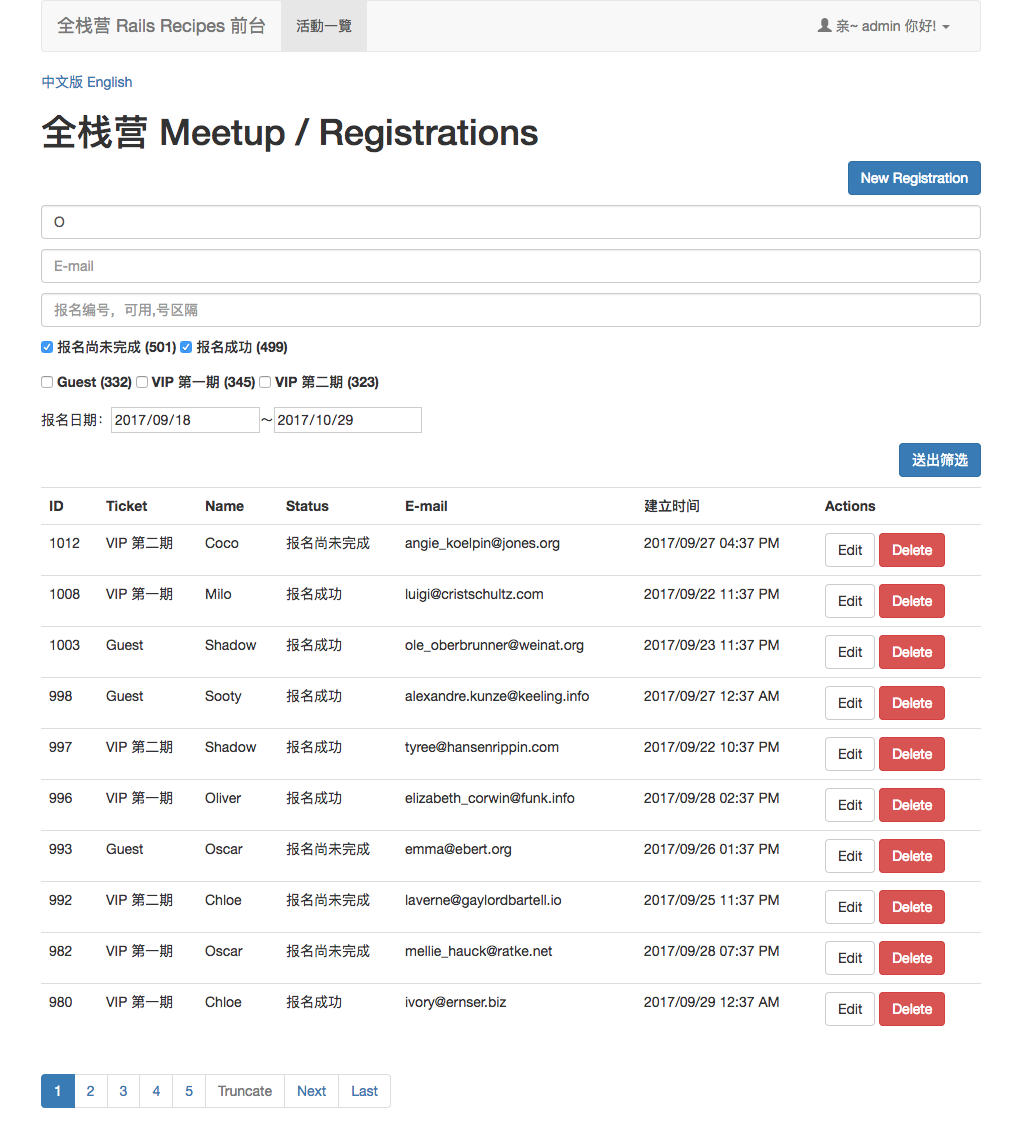 全栈营 Rails Recipes 前台 活動一覽 亲~ admin 你好!
中文版 English
全栈营 Meetup / Registrations
New Registration
O
E-mail
报名编号，可用,号区隔
报名尚未完成 (501) 报名成功 (499)
Guest (332) VIP 第一期 (345) VIP 第二期 (323)
报名日期： 2017/09/18 ～ 2017/10/29
送出筛选
ID Ticket Name Status E-mail 建立时间 Actions
1012 VIP 第二期 Coco 报名尚未完成 angie_koelpin@jones.org 2017/09/27 04:37 PM Edit Delete
1008 VIP 第一期 Milo 报名成功 luigi@cristschultz.com 2017/09/22 11:37 PM Edit Delete
1003 Guest Shadow 报名成功 ole_oberbrunner@weinat.org 2017/09/23 11:37 PM Edit Delete
998 Guest Sooty 报名成功 alexandre.kunze@keeling.info 2017/09/27 12:37 AM Edit Delete
997 VIP 第二期 Shadow 报名成功 tyree@hansenrippin.com 2017/09/22 10:37 PM Edit Delete
996 VIP 第一期 Oliver 报名成功 elizabeth_corwin@funk.info 2017/09/28 02:37 PM Edit Delete
993 Guest Oscar 报名尚未完成 emma@ebert.org 2017/09/26 01:37 PM Edit Delete
992 VIP 第二期 Chloe 报名尚未完成 laverne@gaylordbartell.io 2017/09/25 11:37 PM Edit Delete
982 VIP 第一期 Oscar 报名尚未完成 mellie_hauck@ratke.net 2017/09/28 07:37 PM Edit Delete
980 VIP 第一期 Chloe 报名成功 ivory@ernser.biz 2017/09/29 12:37 AM Edit Delete
1 2 3 4 5 Truncate Next Last